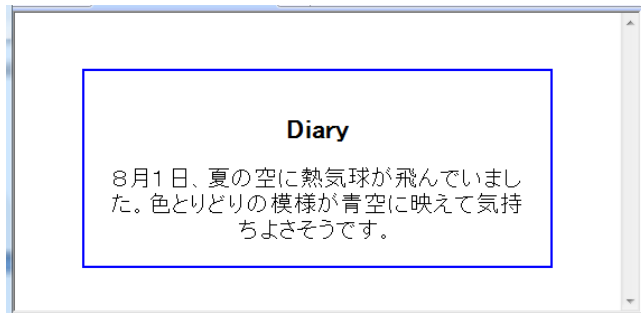 Diary
８月１日、夏の空に熱気球が飛んでいまし
た。色とりどりの模様が青空に映えて気持
ちよさそうです。